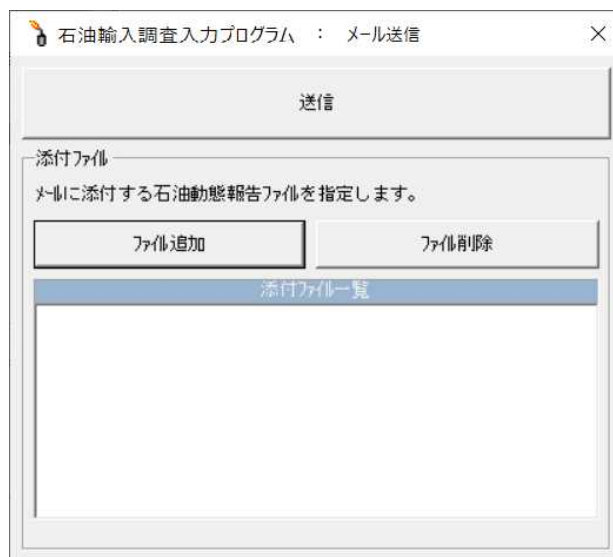 石油輸入調査入力プログラム ： メール送信
送信
添付ファイル
メールに添付する石油動態報告ファイルを指定します。
ファイル追加
ファイル削除
添付ファイル一覧